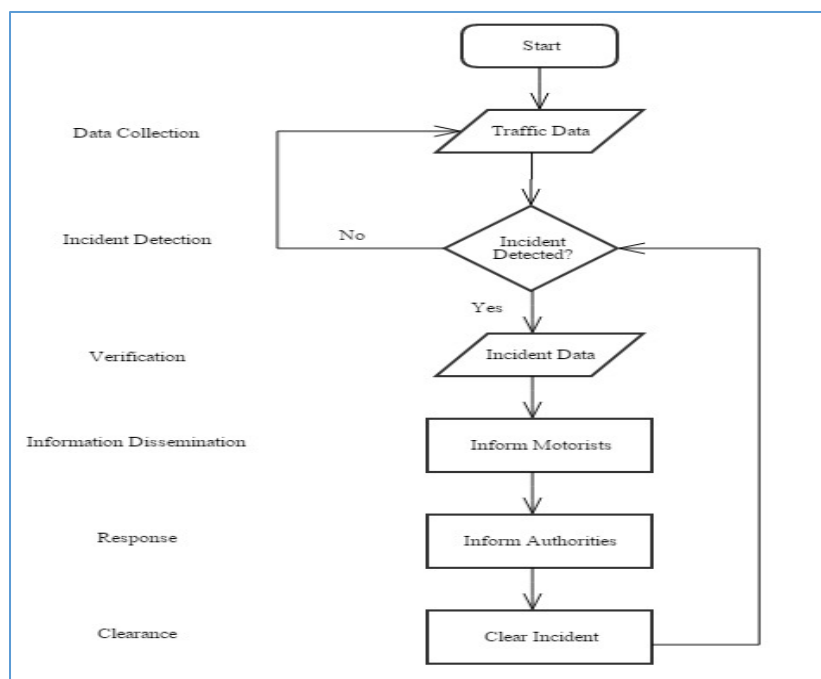 Start
Data Collection
Traffic Data
Incident Detection
No
Incident
Detected?
Yes
Verification
Incident Data
Information Dissemination
Inform Motorists
Response
Inform Authorities
Clearance
Clear Incident